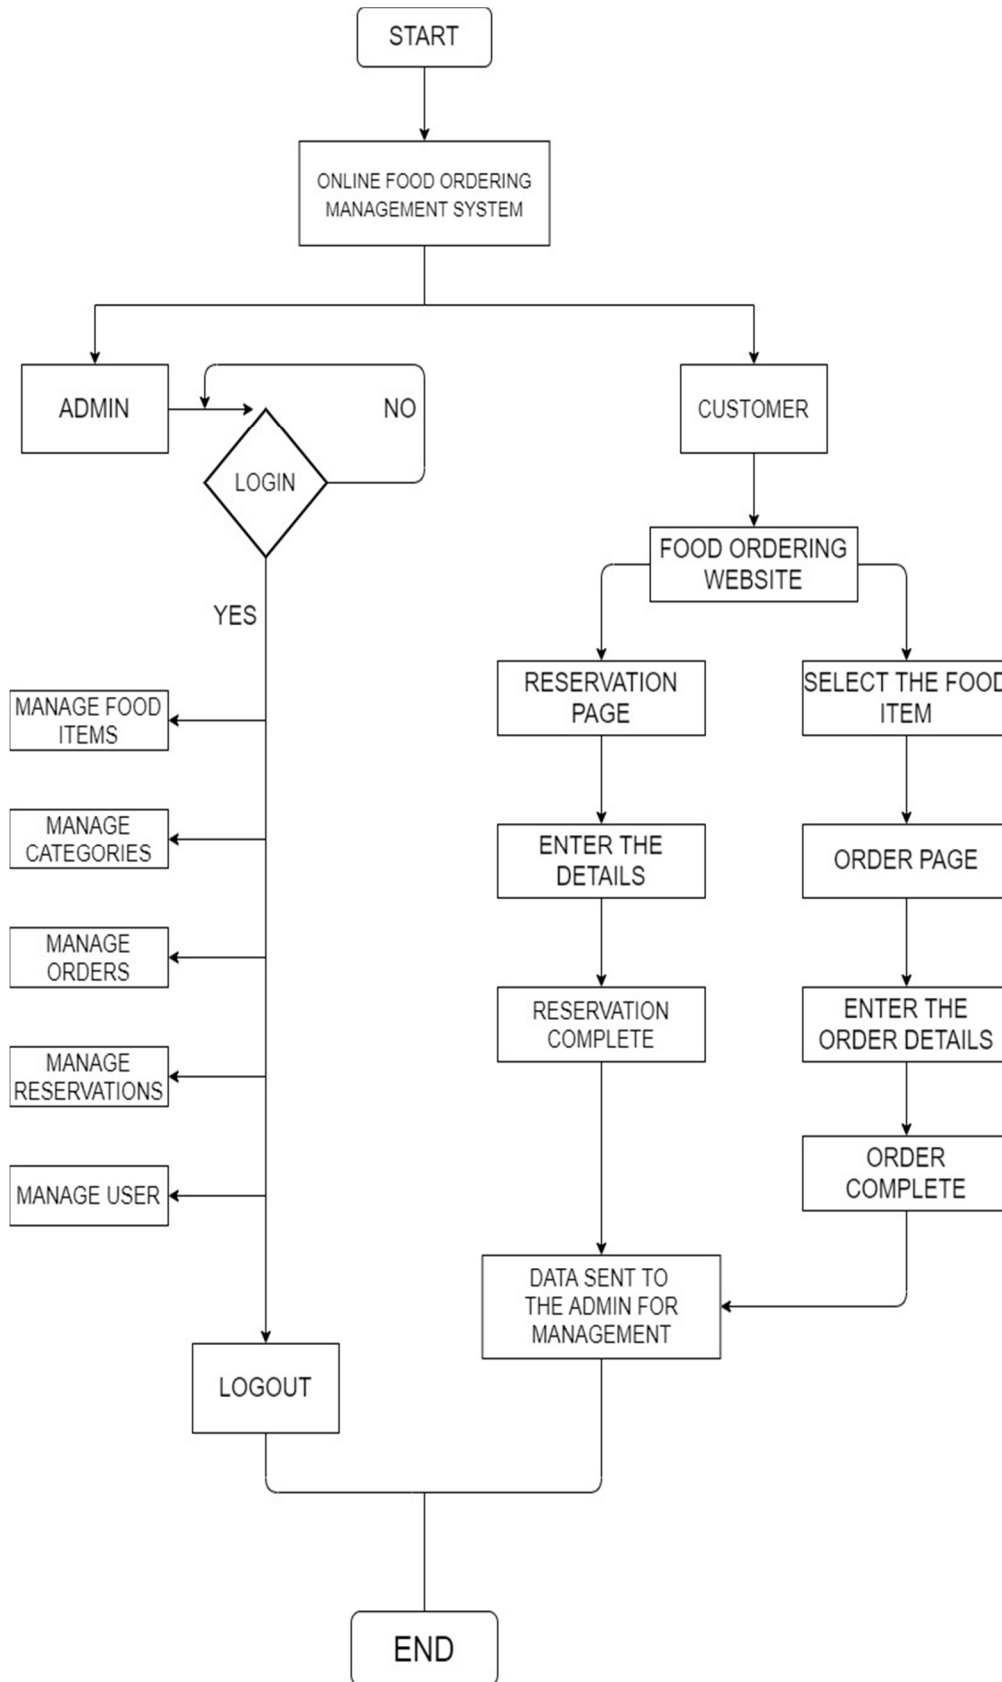 START
ONLINE FOOD ORDERING
MANAGEMENT SYSTEM
ADMIN
NO
CUSTOMER
LOGIN
FOOD ORDERING
WEBSITE
YES
RESERVATION
PAGE
SELECT THE FOOD
ITEM
MANAGE FOOD
ITEMS
MANAGE
CATEGORIES
ENTER THE
DETAILS
ORDER PAGE
MANAGE
ORDERS
RESERVATION
COMPLETE
ENTER THE
ORDER DETAILS
MANAGE
RESERVATIONS
MANAGE USER
ORDER
COMPLETE
DATA SENT TO
THE ADMIN FOR
MANAGEMENT
LOGOUT
END